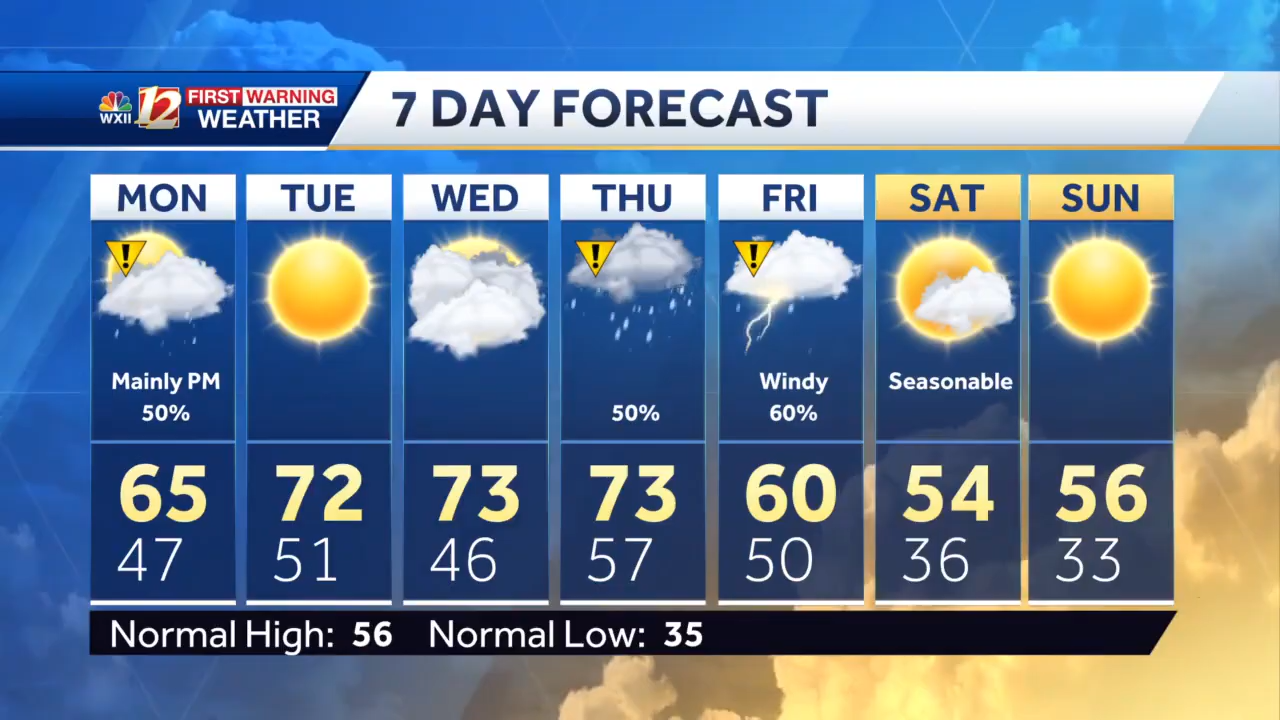 WXII 12 FIRST WARNING
WEATHER
7 DAY FORECAST
MON TUE WED THU FRI SAT SUN
! ! !
Mainly PM Windy Seasonable
50% 50% 60%
65 72 73 73 60 54 56
47 51 46 57 50 36 33
Normal High: 56 Normal Low: 35